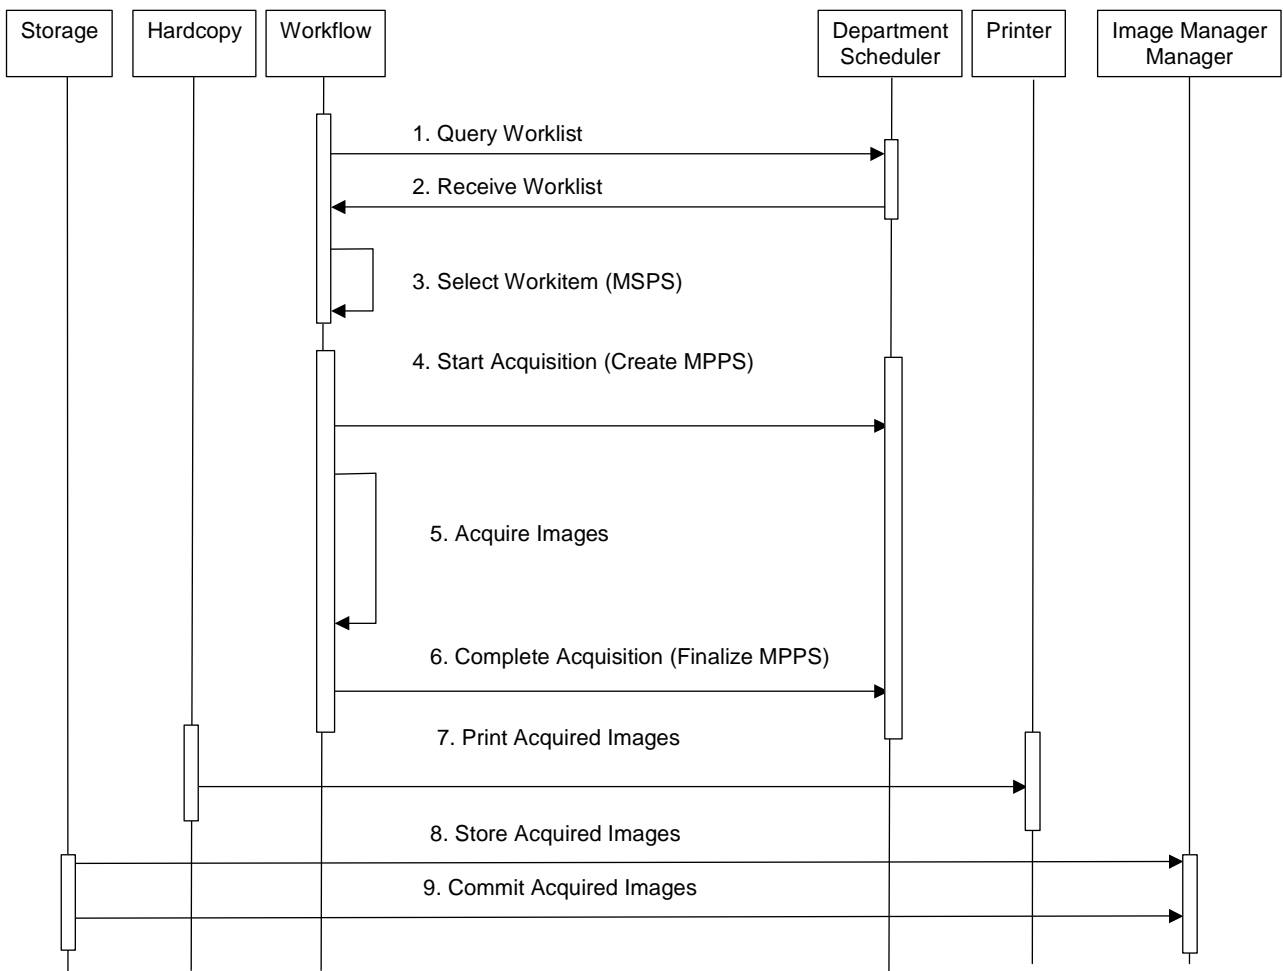 Storage
Hardcopy
Workflow
Department
Scheduler
Printer
Image Manager
Manager
1. Query Worklist
2. Receive Worklist
3. Select Workitem (MSPS)
4. Start Acquisition (Create MPPS)
5. Acquire Images
6. Complete Acquisition (Finalize MPPS)
7. Print Acquired Images
8. Store Acquired Images
9. Commit Acquired Images